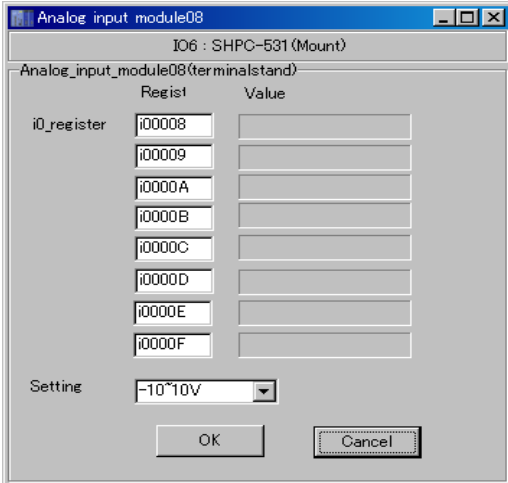 Analog input module08
IO6 : SHPC-531(Mount)
Analog_input_module08(terminalstand)
Regist Value
i0_register i00008
i00009
i0000A
i0000B
i0000C
i0000D
i0000E
i0000F
Setting -10~10V
OK Cancel